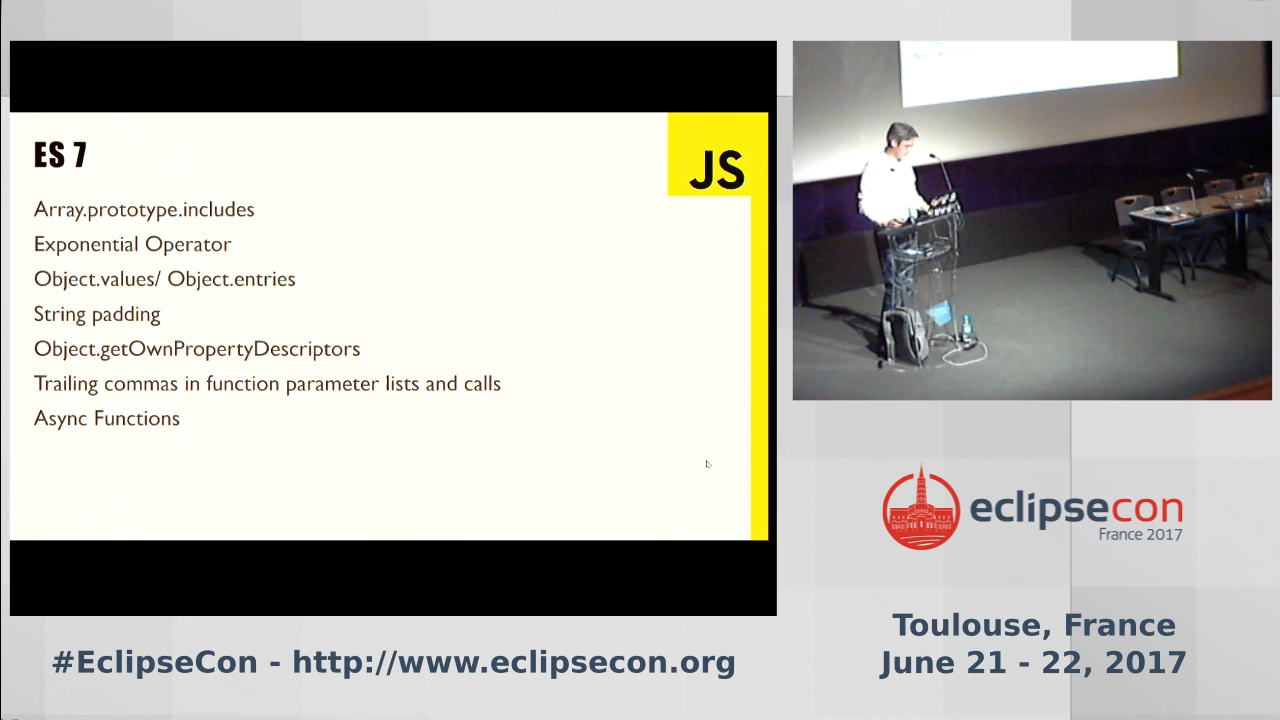 ES 7
JS
Array.prototype.includes
Exponential Operator
Object.values/ Object.entries
String padding
Object.getOwnPropertyDescriptors
Trailing commas in function parameter lists and calls
Async Functions
eclipsecon
France 2017
Toulouse, France
June 21 - 22, 2017
#EclipseCon - http://www.eclipsecon.org